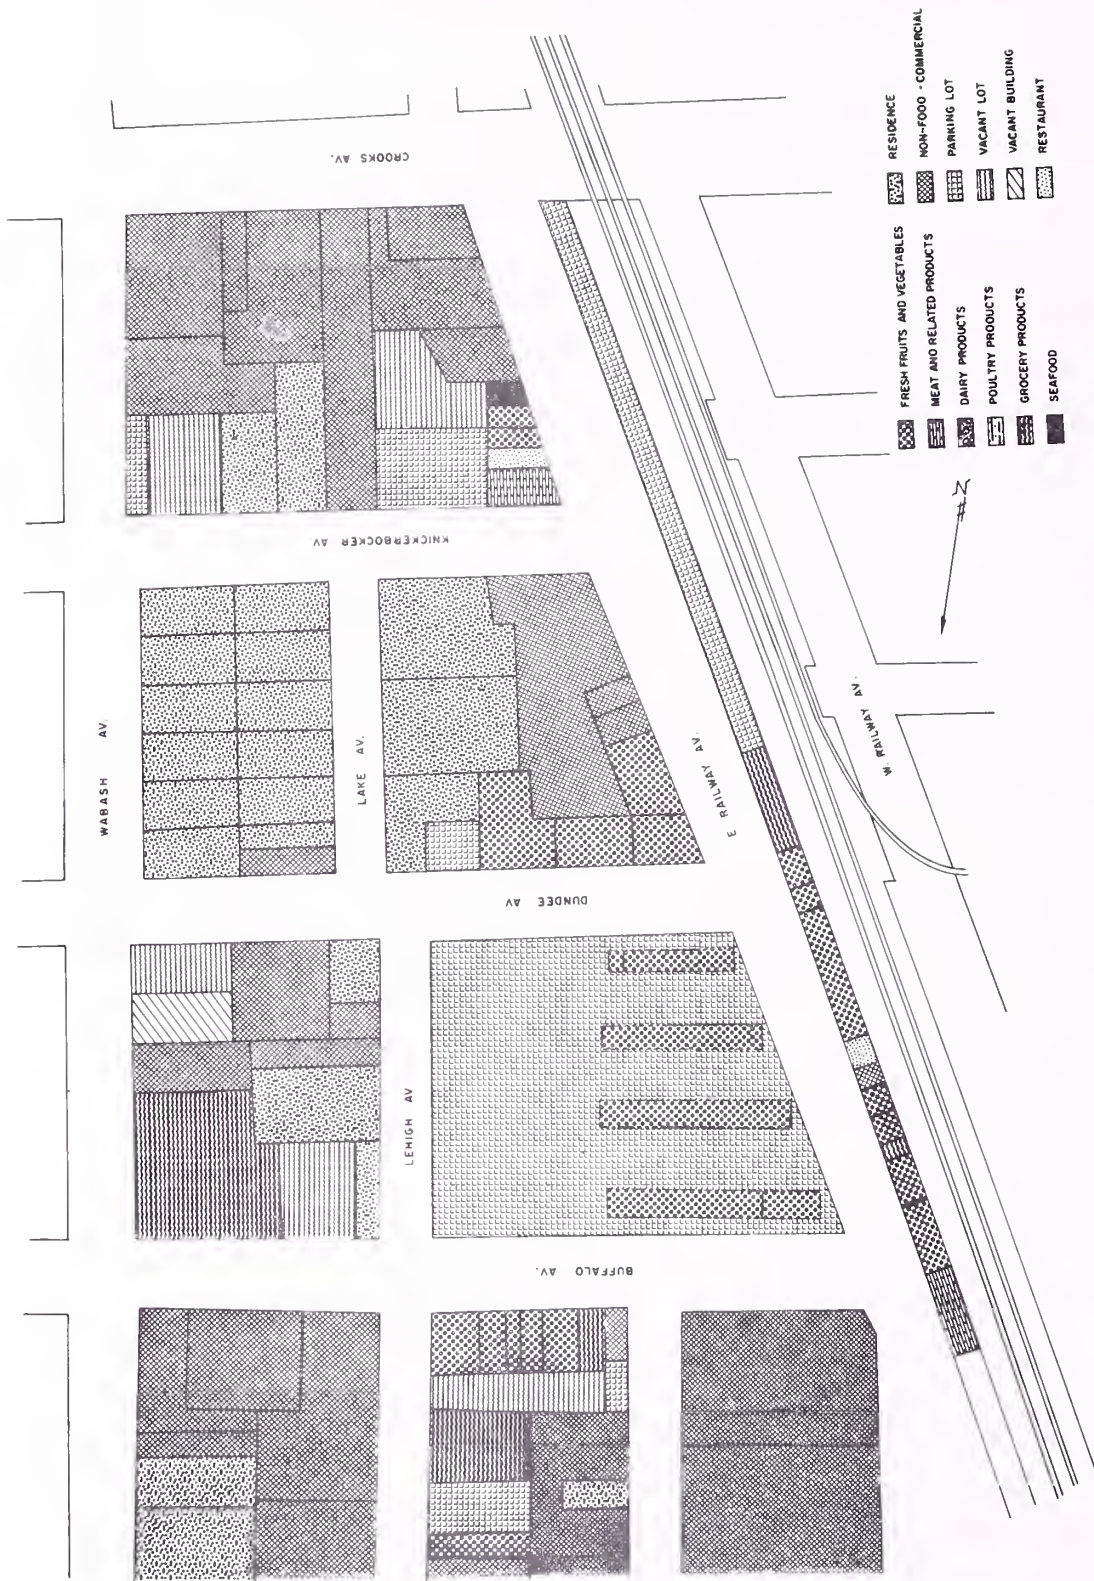 CROOKS AV.
KNICKERBOCKER AV
WABASH AV.
LAKE AV.
E RAILWAY AV.
W. RAILWAY AV.
DUNDEE AV
LEHIGH AV
BUFFALO AV.
N
FRESH FRUITS AND VEGETABLES
MEAT AND RELATED PRODUCTS
DAIRY PRODUCTS
POULTRY PRODUCTS
GROCERY PRODUCTS
SEAFOOD
RESIDENCE
NON-FOOD - COMMERCIAL
PARKING LOT
VACANT LOT
VACANT BUILDING
RESTAURANT